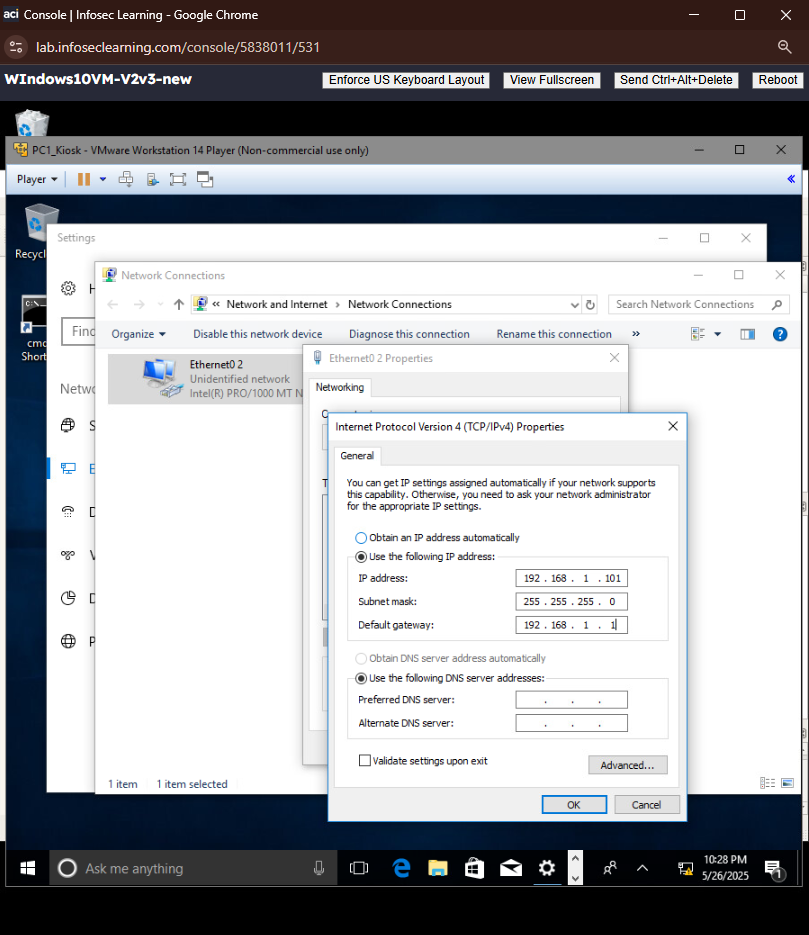 aci Console | Infosec Learning - Google Chrome
lab.infoseclearning.com/console/5838011/531
WIndows10VM-V2v3-new
Enforce US Keyboard Layout
View Fullscreen
Send Ctrl+Alt+Delete
Reboot
PC1_Kiosk - VMware Workstation 14 Player (Non-commercial use only)
Player
Recycl
Settings
Network Connections
« Network and Internet › Network Connections
Search Network Connections
Organize
Disable this network device
Diagnose this connection
Rename this connection
»
cmd
Short
Find
Ethernet0 2
Unidentified network
Intel(R) PRO/1000 MT N
Ethernet0 2 Properties
Networking
Internet Protocol Version 4 (TCP/IPv4) Properties
General
You can get IP settings assigned automatically if your network supports
this capability. Otherwise, you need to ask your network administrator
for the appropriate IP settings.
Obtain an IP address automatically
Use the following IP address:
IP address: 192 . 168 . 1 . 101
Subnet mask: 255 . 255 . 255 . 0
Default gateway: 192 . 168 . 1 . 1
Obtain DNS server address automatically
Use the following DNS server addresses:
Preferred DNS server: . . .
Alternate DNS server: . . .
Validate settings upon exit
Advanced...
OK
Cancel
1 item
1 item selected
Ask me anything
10:28 PM
5/26/2025
1